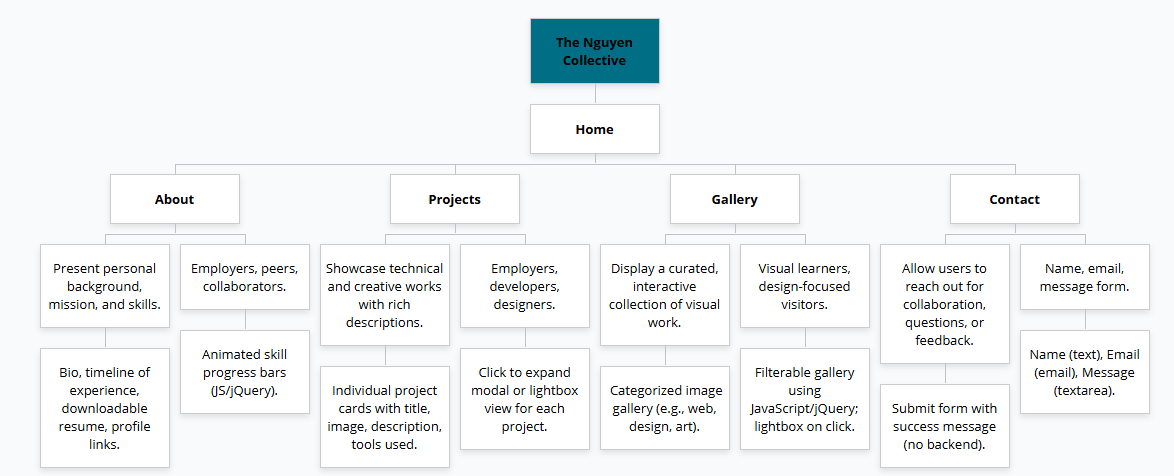 The Nguyen
Collective
Home
About
Projects
Gallery
Contact
Present personal
background,
mission, and skills.
Employers, peers,
collaborators.
Showcase technical
and creative works
with rich
descriptions.
Employers,
developers,
designers.
Display a curated,
interactive
collection of visual
work.
Visual learners,
design-focused
visitors.
Allow users to
reach out for
collaboration,
questions, or
feedback.
Name, email,
message form.
Bio, timeline of
experience,
downloadable
resume, profile
links.
Animated skill
progress bars
(JS/jQuery).
Individual project
cards with title,
image, description,
tools used.
Click to expand
modal or lightbox
view for each
project.
Categorized image
gallery (e.g., web,
design, art).
Filterable gallery
using
JavaScript/jQuery;
lightbox on click.
Submit form with
success message
(no backend).
Name (text), Email
(email), Message
(textarea).